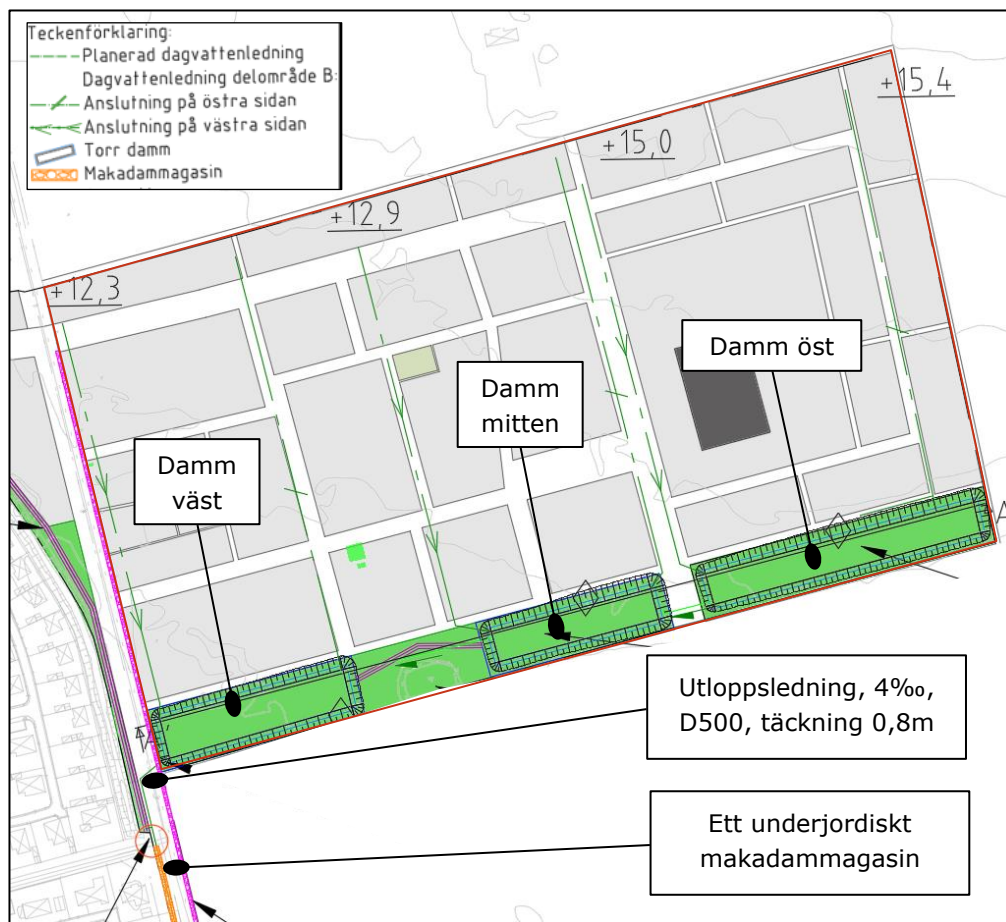 Teckenförklaring:
Planerad dagvattenledning
Dagvattenledning delområde B:
Anslutning på östra sidan
Anslutning på västra sidan
Torr damm
Makadammagasin
+15,4
+15,0
+12,9
+12,3
Damm öst
Damm
mitten
Damm
väst
A
A
Utloppsledning, 4‰,
D500, täckning 0,8m
Ett underjordiskt
makadammagasin